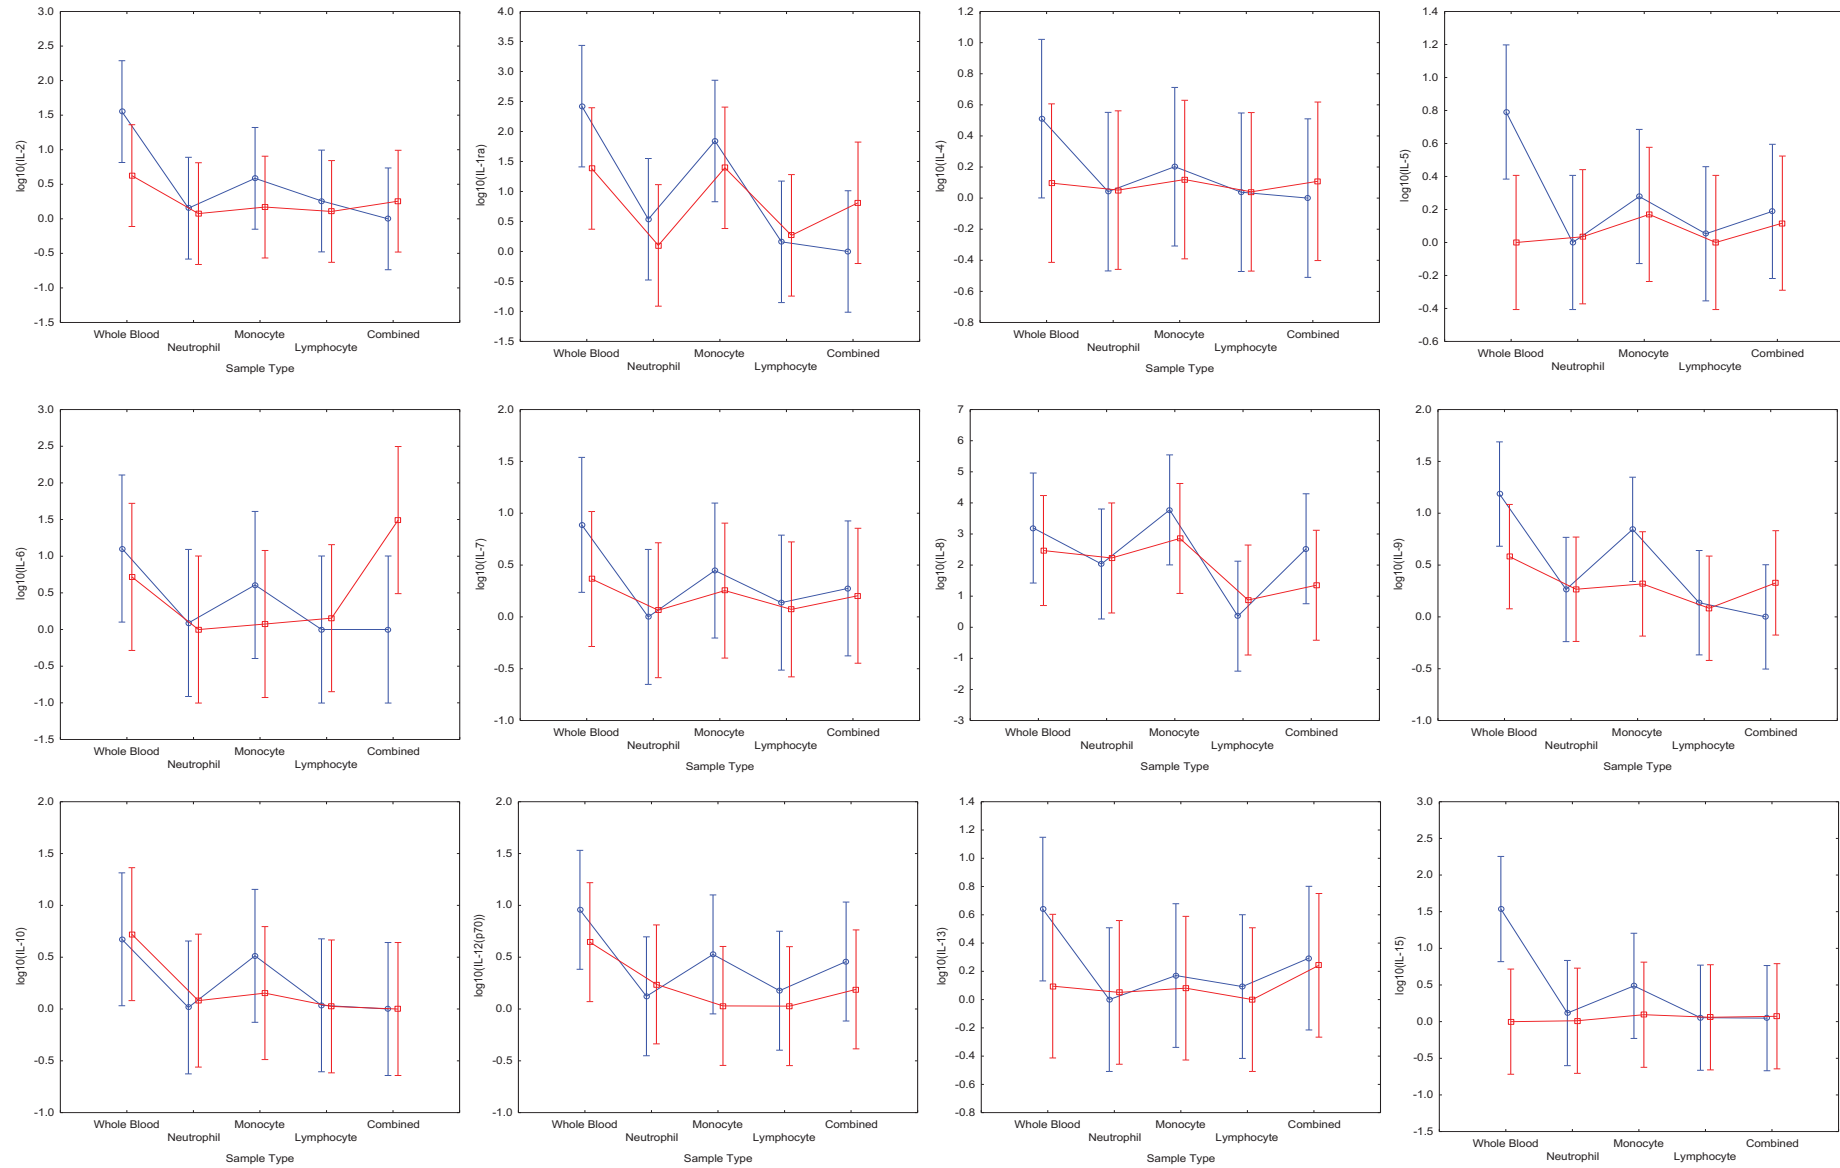 log10(IL-2)
3.0
2.5
2.0
1.5
1.0
0.5
0.0
-0.5
-1.0
-1.5
Whole Blood Monocyte Combined
Neutrophil Lymphocyte
Sample Type
log10(IL-1ra)
4.0
3.5
3.0
2.5
2.0
1.5
1.0
0.5
0.0
-0.5
-1.0
-1.5
Whole Blood Monocyte Combined
Neutrophil Lymphocyte
log10(IL-4)
1.2
1.0
0.8
0.6
0.4
0.2
0.0
-0.2
-0.4
-0.6
-0.8
Whole Blood Monocyte Combined
Neutrophil Lymphocyte
Sample Type
log10(IL-5)
1.4
1.2
1.0
0.8
0.6
0.4
0.2
0.0
-0.2
-0.4
-0.6
Whole Blood Monocyte Combined
Neutrophil Lymphocyte
log10(IL-6)
3.0
2.5
2.0
1.5
1.0
0.5
0.0
-0.5
-1.0
-1.5
Whole Blood Monocyte Combined
Neutrophil Lymphocyte
log10(IL-7)
2.0
1.5
1.0
0.5
0.0
-0.5
-1.0
Whole Blood Monocyte Combined
Neutrophil Lymphocyte
Sample Type
log10(IL-8)
7
6
5
4
3
2
1
0
-1
-2
-3
Whole Blood Monocyte Combined
Neutrophil Lymphocyte
Sample Type
log10((IL-9)
2.0
1.5
1.0
0.5
0.0
-0.5
-1.0
Whole Blood Monocyte Combined
Neutrophil Lymphocyte
Sample Type
log10(IL-10)
2.0
1.5
1.0
0.5
0.0
-0.5
-1.0
Whole Blood Monocyte Combined
Neutrophil Lymphocyte
Sample Type
log10(IL-12(p70))
2.0
1.5
1.0
0.5
0.0
-0.5
-1.0
Whole Blood Monocyte Combined
Neutrophil Lymphocyte
Sample Type
log10(IL-13)
1.4
1.2
1.0
0.8
0.6
0.4
0.2
0.0
-0.2
-0.4
-0.6
-0.8
Whole Blood Monocyte Combined
Neutrophil Lymphocyte
Sample Type
log10(IL-15)
3.0
2.5
2.0
1.5
1.0
0.5
0.0
-0.5
-1.0
-1.5
Whole Blood Monocyte Combined
Neutrophil Lymphocyte